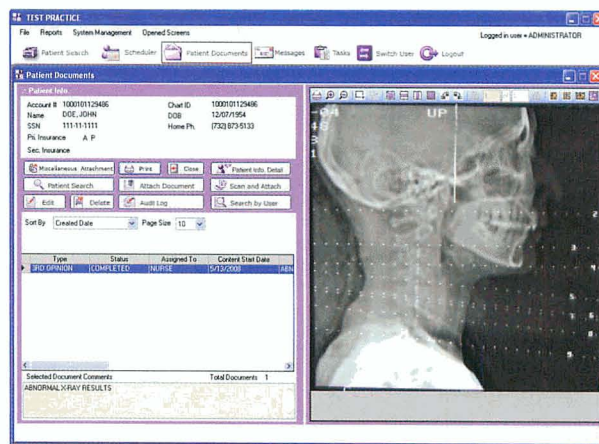 TEST PRACTICE
File Reports System Management Opened Screens
Logged in user = ADMINISTRATOR
Patient Search Scheduler Patient Documents Messages Tasks Switch User Logout
Patient Documents
Patient Info.
Account # 1000101129486 Chart ID 1000101129486
Name DOE, JOHN DOB 12/07/1954
SSN 111-11-1111 Home Ph. (732) 873-5133
Pri. Insurance A P
Sec. Insurance
Miscellaneous Attachment Print Close Patient Info. Detail
Patient Search Attach Document Scan and Attach
Edit Delete Audit Log Search by User
Sort By Created Date Page Size 10
Type Status Assigned To Content Start Date
3RD OPINION COMPLETED NURSE 5/13/2008 ABN
Selected Document Comments Total Documents 1
ABNORMAL X-RAY RESULTS
-04 UP